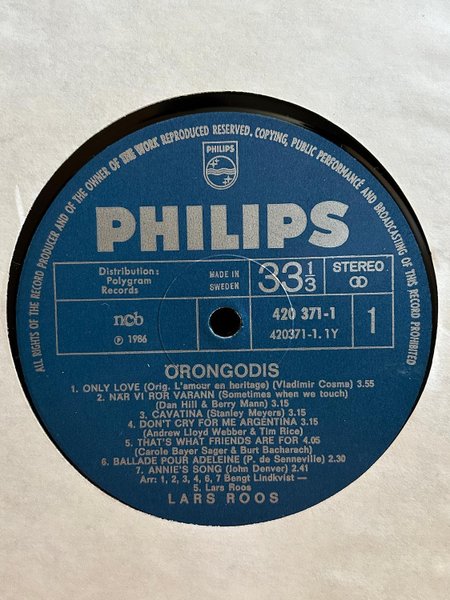 ALL RIGHTS OF THE RECORD PRODUCER AND OF THE OWNER OF THE WORK REPRODUCED RESERVED, COPYING, PUBLIC PERFORMANCE AND BROADCASTING OF THIS RECORD PROHIBITED
PHILIPS
PHILIPS
Distribution:
Polygram
Records
MADE IN
SWEDEN
33 1/3
STEREO
ncb
℗ 1986
420 371-1
420371-1.1Y
1
ÖRONGODIS
1. ONLY LOVE (Orig. L'amour en heritage) (Vladimir Cosma) 3.55
2. NÄR VI RÖR VARANN (Sometimes when we touch)
(Dan Hill & Berry Mann) 3.15
3. CAVATINA (Stanley Meyers) 3.15
4. DON'T CRY FOR ME ARGENTINA 3.15
(Andrew Lloyd Webber & Tim Rice)
5. THAT'S WHAT FRIENDS ARE FOR 4.05
(Carole Bayer Sager & Burt Bacharach)
6. BALLADE POUR ADELEINE (P. de Senneville) 2.30
7. ANNIE'S SONG (John Denver) 2.41
Arr: 1, 2, 3, 4, 6, 7 Bengt Lindkvist —
5. Lars Roos
LARS ROOS